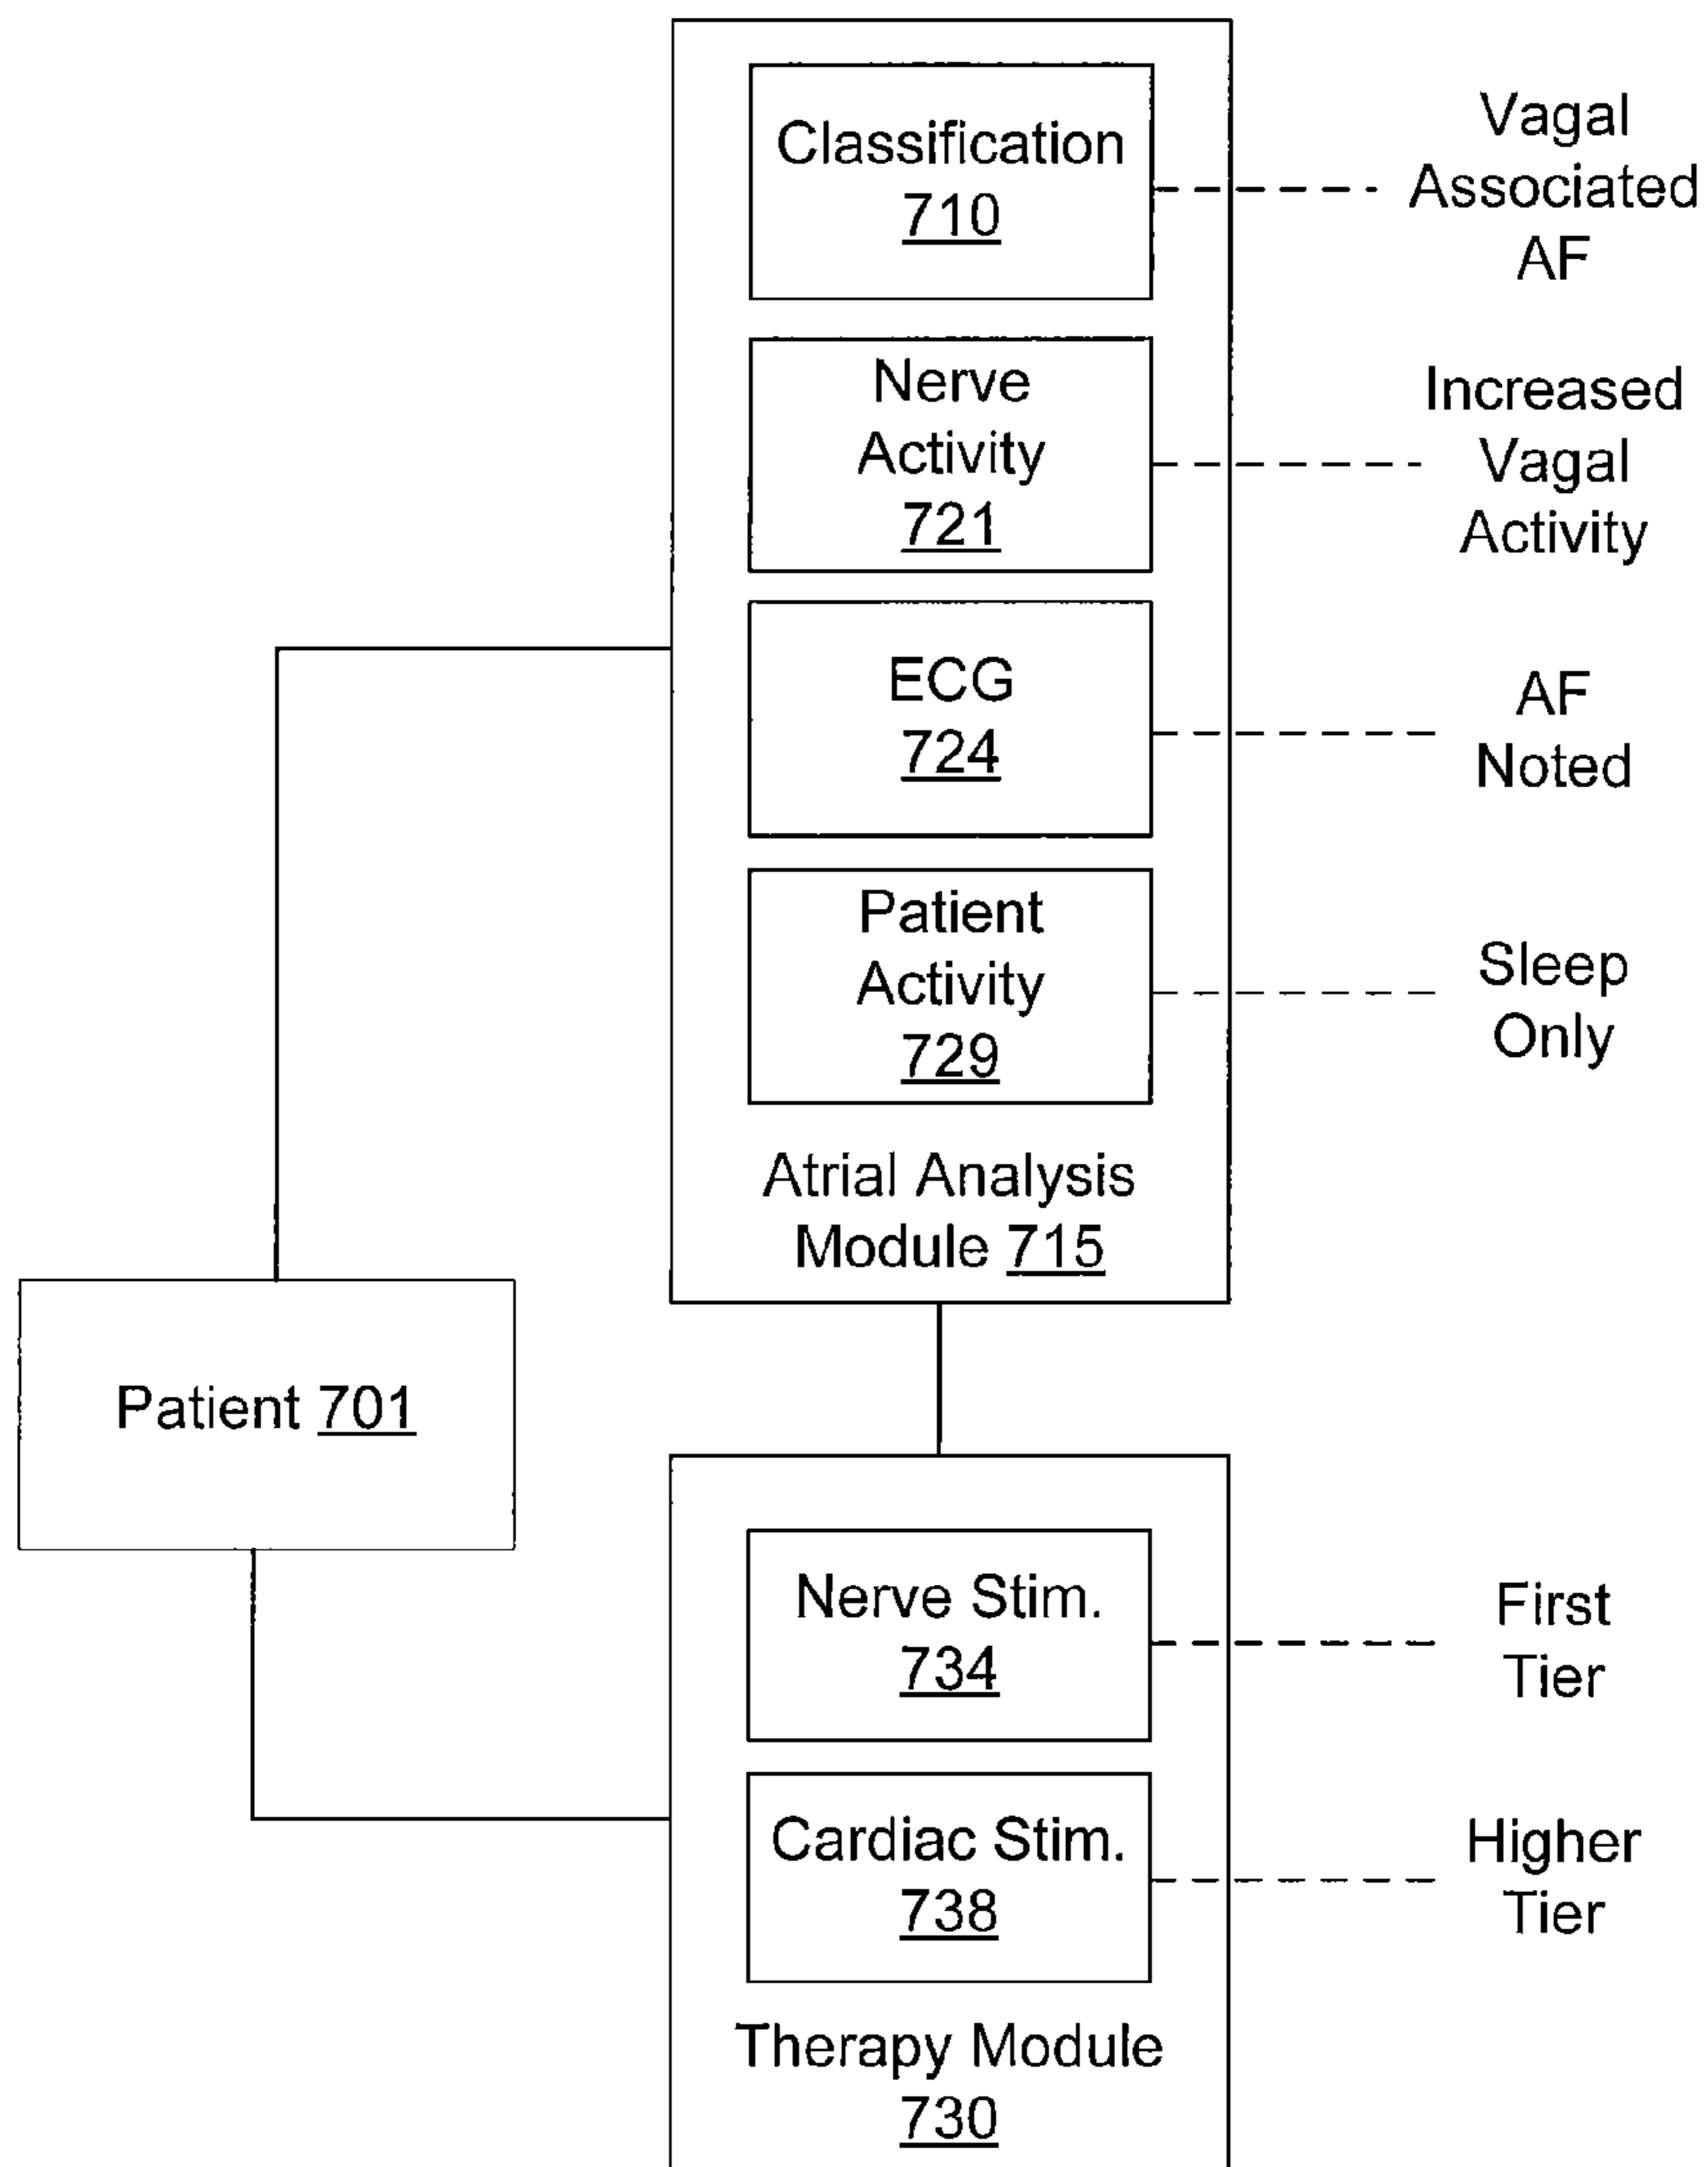 Classification
710
Vagal
Associated
AF
Nerve
Activity
721
Increased
Vagal
Activity
ECG
724
AF
Noted
Patient
Activity
729
Sleep
Only
Atrial Analysis
Module 715
Patient 701
Nerve Stim.
734
First
Tier
Cardiac Stim.
738
Higher
Tier
Therapy Module
730